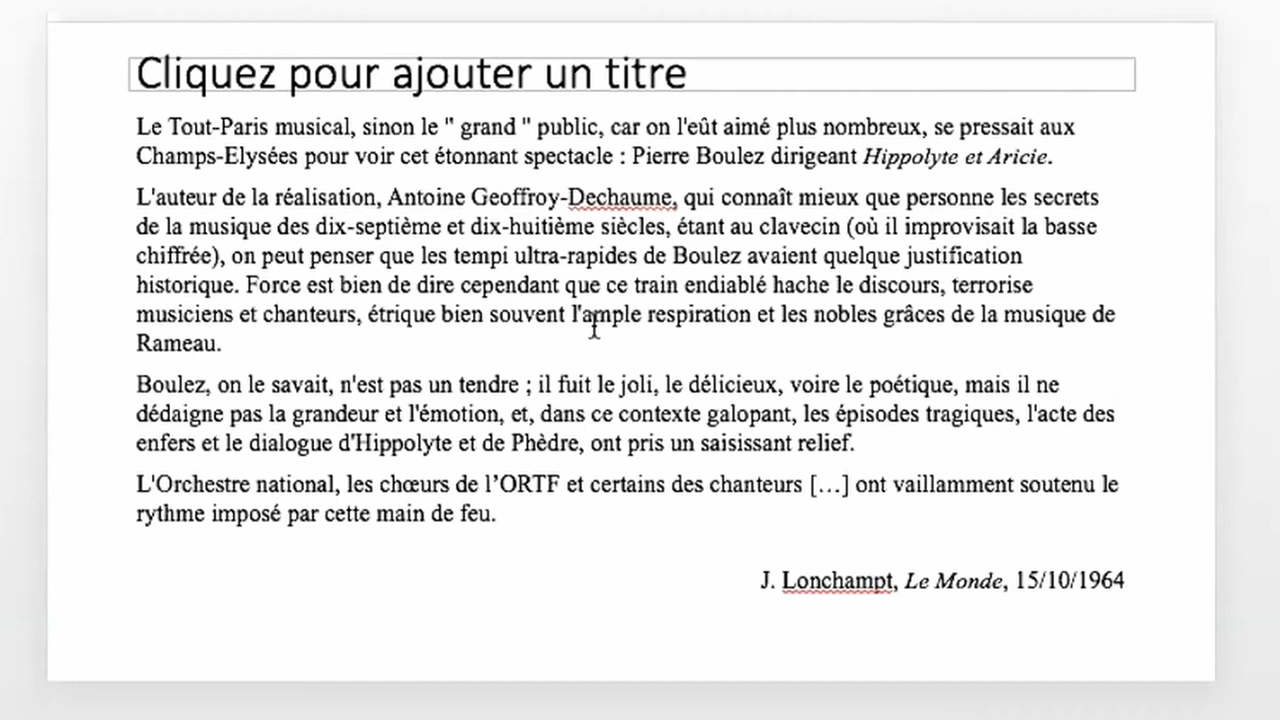 Cliquez pour ajouter un titre
Le Tout-Paris musical, sinon le " grand " public, car on l'eût aimé plus nombreux, se pressait aux
Champs-Elysées pour voir cet étonnant spectacle : Pierre Boulez dirigeant Hippolyte et Aricie.
L'auteur de la réalisation, Antoine Geoffroy-Dechaume, qui connaît mieux que personne les secrets
de la musique des dix-septième et dix-huitième siècles, étant au clavecin (où il improvisait la basse
chiffrée), on peut penser que les tempi ultra-rapides de Boulez avaient quelque justification
historique. Force est bien de dire cependant que ce train endiablé hache le discours, terrorise
musiciens et chanteurs, étrique bien souvent l'ample respiration et les nobles grâces de la musique de
Rameau.
Boulez, on le savait, n'est pas un tendre ; il fuit le joli, le délicieux, voire le poétique, mais il ne
dédaigne pas la grandeur et l'émotion, et, dans ce contexte galopant, les épisodes tragiques, l'acte des
enfers et le dialogue d'Hippolyte et de Phèdre, ont pris un saisissant relief.
L'Orchestre national, les chœurs de l’ORTF et certains des chanteurs […] ont vaillamment soutenu le
rythme imposé par cette main de feu.
J. Lonchampt, Le Monde, 15/10/1964